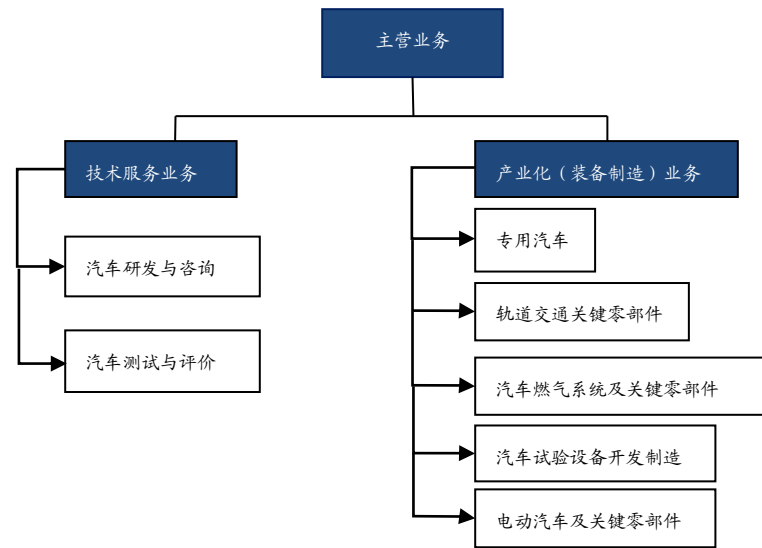 主营业务
技术服务业务
汽车研发与咨询
汽车测试与评价
产业化（装备制造）业务
专用汽车
轨道交通关键零部件
汽车燃气系统及关键零部件
汽车试验设备开发制造
电动汽车及关键零部件